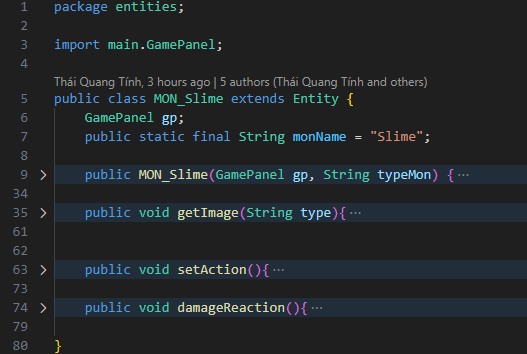 1 package entities;
2
3 import main.GamePanel;
4
Thái Quang Tính, 3 hours ago | 5 authors (Thái Quang Tính and others)
5 public class MON_Slime extends Entity {
6 GamePanel gp;
7 public static final String monName = "Slime";
8
9 > public MON_Slime(GamePanel gp, String typeMon) {···
34
35 > public void getImage(String type){···
61
62
63 > public void setAction(){···
73
74 > public void damageReaction(){···
79
80 }